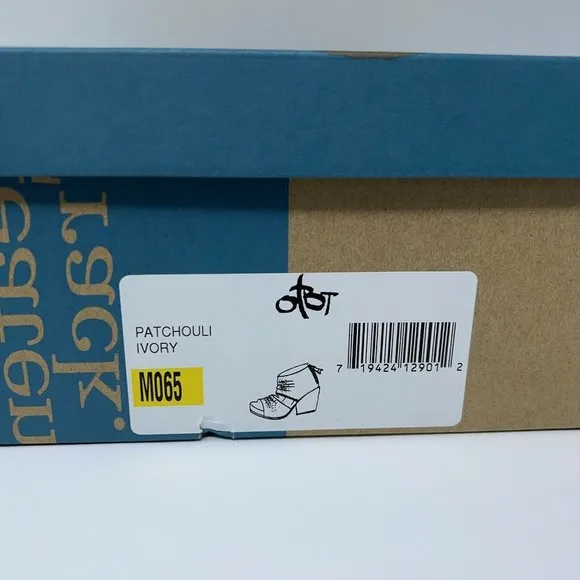 OTBT
PATCHOULI
IVORY
M065
7 19424 12901 2